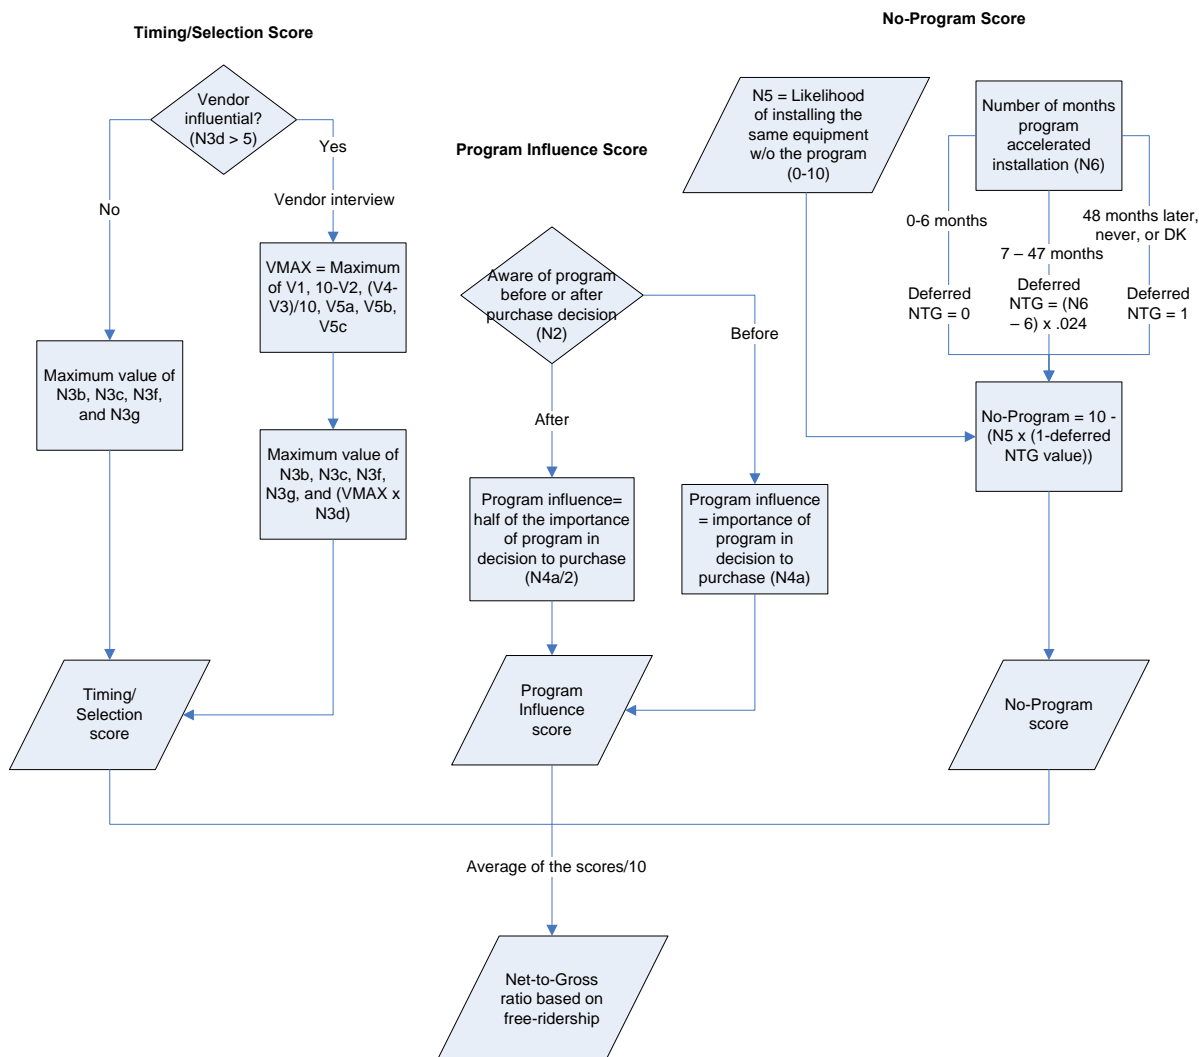 Timing/Selection Score
Vendor
influential?
(N3d > 5)
No
Yes
Vendor interview
VMAX = Maximum
of V1, 10-V2, (V4-
V3)/10, V5a, V5b,
V5c
Maximum value of
N3b, N3c, N3f,
and N3g
Maximum value of
N3b, N3c, N3f,
N3g, and (VMAX x
N3d)
Timing/
Selection
score
Program Influence Score
Aware of program
before or after
purchase decision
(N2)
After
Before
Program influence=
half of the importance
of program in
decision to purchase
(N4a/2)
Program influence
= importance of
program in
decision to
purchase (N4a)
Program
Influence
score
No-Program Score
N5 = Likelihood
of installing the
same equipment
w/o the program
(0-10)
Number of months
program
accelerated
installation (N6)
0-6 months
7 – 47 months
48 months later,
never, or DK
Deferred
NTG = 0
Deferred
NTG = (N6
– 6) x .024
Deferred
NTG = 1
No-Program = 10 -
(N5 x (1-deferred
NTG value))
No-Program
score
Average of the scores/10
Net-to-Gross
ratio based on
free-ridership